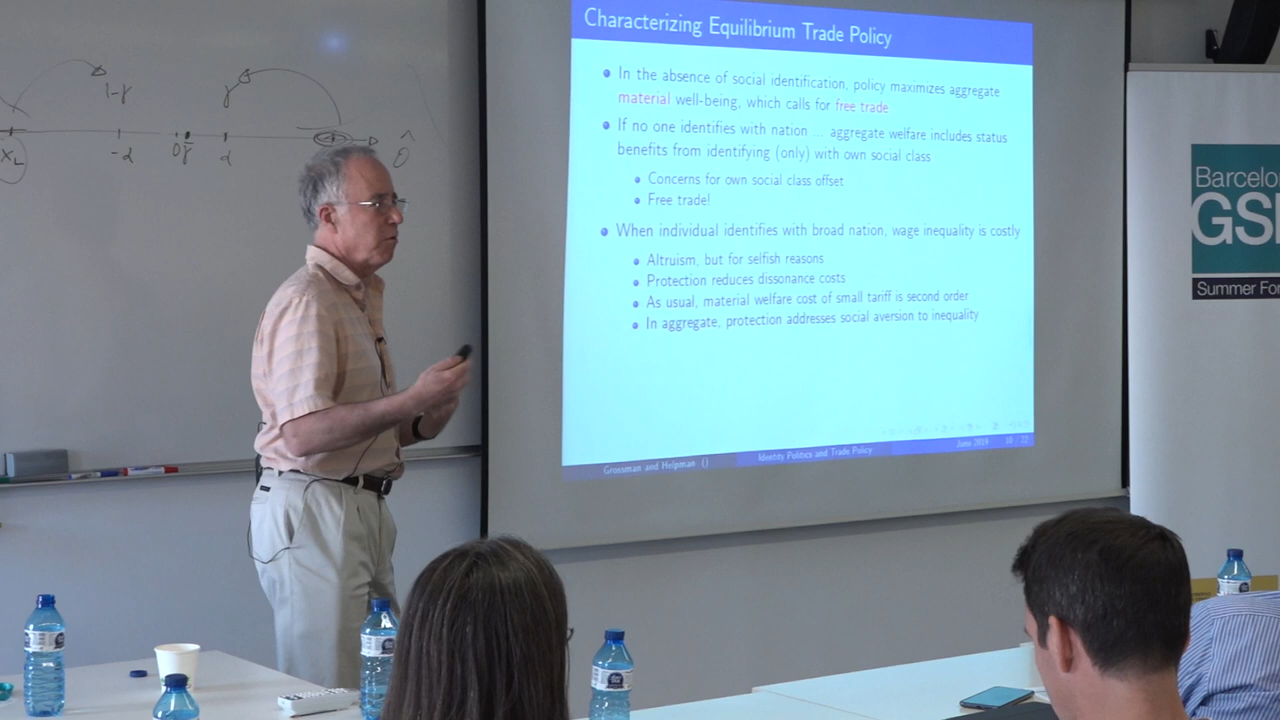 Characterizing Equilibrium Trade Policy
In the absence of social identification, policy maximizes aggregate
material well-being, which calls for free trade
If no one identifies with nation ... aggregate welfare includes status
benefits from identifying (only) with own social class
Concerns for own social class offset
Free trade!
When individual identifies with broad nation, wage inequality is costly
Altruism, but for selfish reasons
Protection reduces dissonance costs
As usual, material welfare cost of small tariff is second order
In aggregate, protection addresses social aversion to inequality
Grossman and Helpman ()
Identity Politics and Trade Policy
June 2019
18 / 22
1-γ
γ
X_L
-α
0
α
Barcelo
GS
Summer For